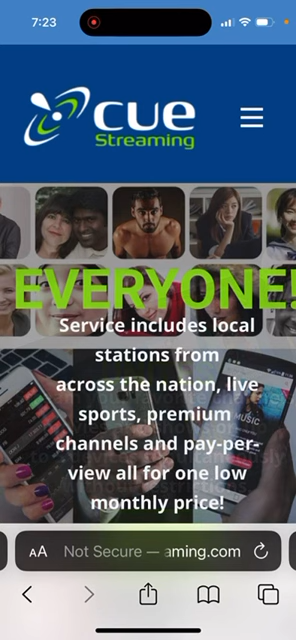 7:23
cue
Streaming
EVERYONE!
Service includes local
stations from
across the nation, live
sports, premium
channels and pay-per-
view all for one low
monthly price!
MUSIC
AA Not Secure — aming.com